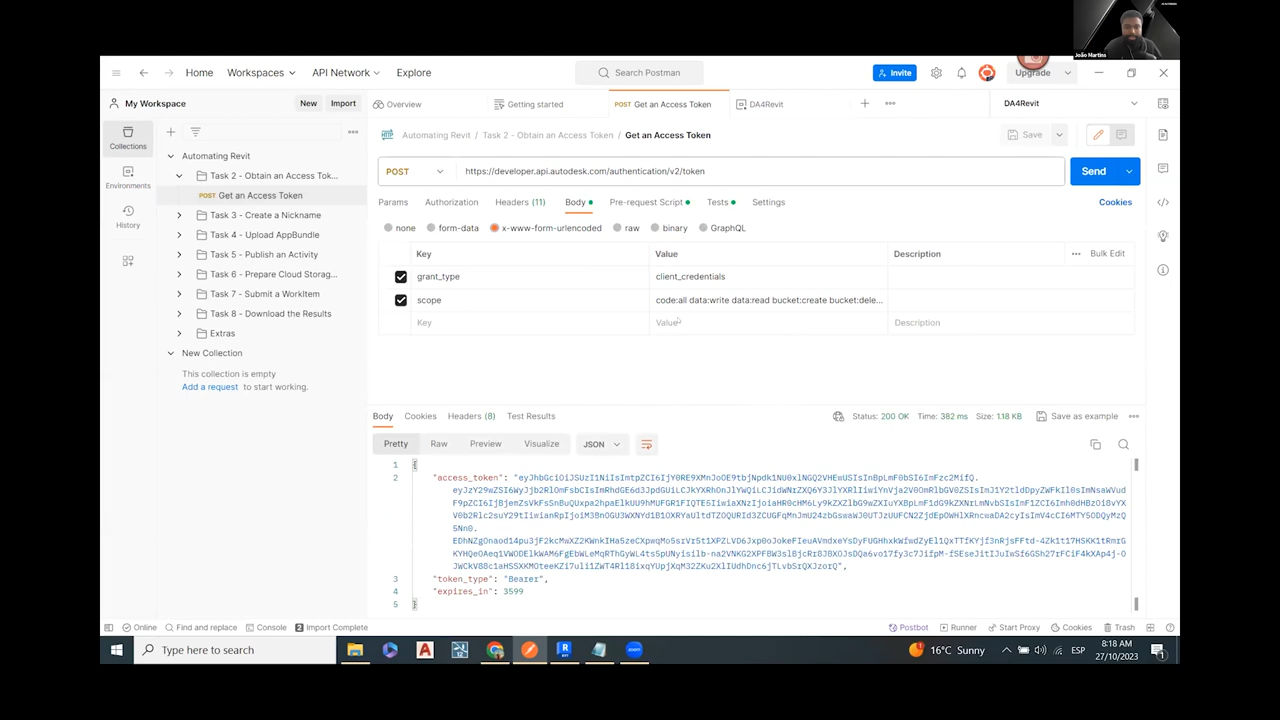 João Martins
Home
Workspaces
API Network
Explore
Search Postman
Invite
Upgrade
My Workspace
New
Import
Overview
Getting started
POST Get an Access Token
DA4Revit
DA4Revit
Collections
Environments
History
Automating Revit
Task 2 - Obtain an Access Tok...
POST Get an Access Token
Task 3 - Create a Nickname
Task 4 - Upload AppBundle
Task 5 - Publish an Activity
Task 6 - Prepare Cloud Storag...
Task 7 - Submit a WorkItem
Task 8 - Download the Results
Extras
New Collection
This collection is empty
Add a request to start working.
Automating Revit / Task 2 - Obtain an Access Token / Get an Access Token
Save
POST
https://developer.api.autodesk.com/authentication/v2/token
Send
Params
Authorization
Headers (11)
Body
Pre-request Script
Tests
Settings
Cookies
none
form-data
x-www-form-urlencoded
raw
binary
GraphQL
Key
Value
Description
Bulk Edit
grant_type
client_credentials
scope
code:all data:write data:read bucket:create bucket:dele...
Key
Value
Description
Body
Cookies
Headers (8)
Test Results
Status: 200 OK
Time: 382 ms
Size: 1.18 KB
Save as example
Pretty
Raw
Preview
Visualize
JSON
1 {
2 "access_token":
3 "token_type": "Bearer",
4 "expires_in": 3599
5 }
Online
Find and replace
Console
Import Complete
Postbot
Runner
Start Proxy
Cookies
Trash
Type here to search
16°C Sunny
ESP
8:18 AM
27/10/2023